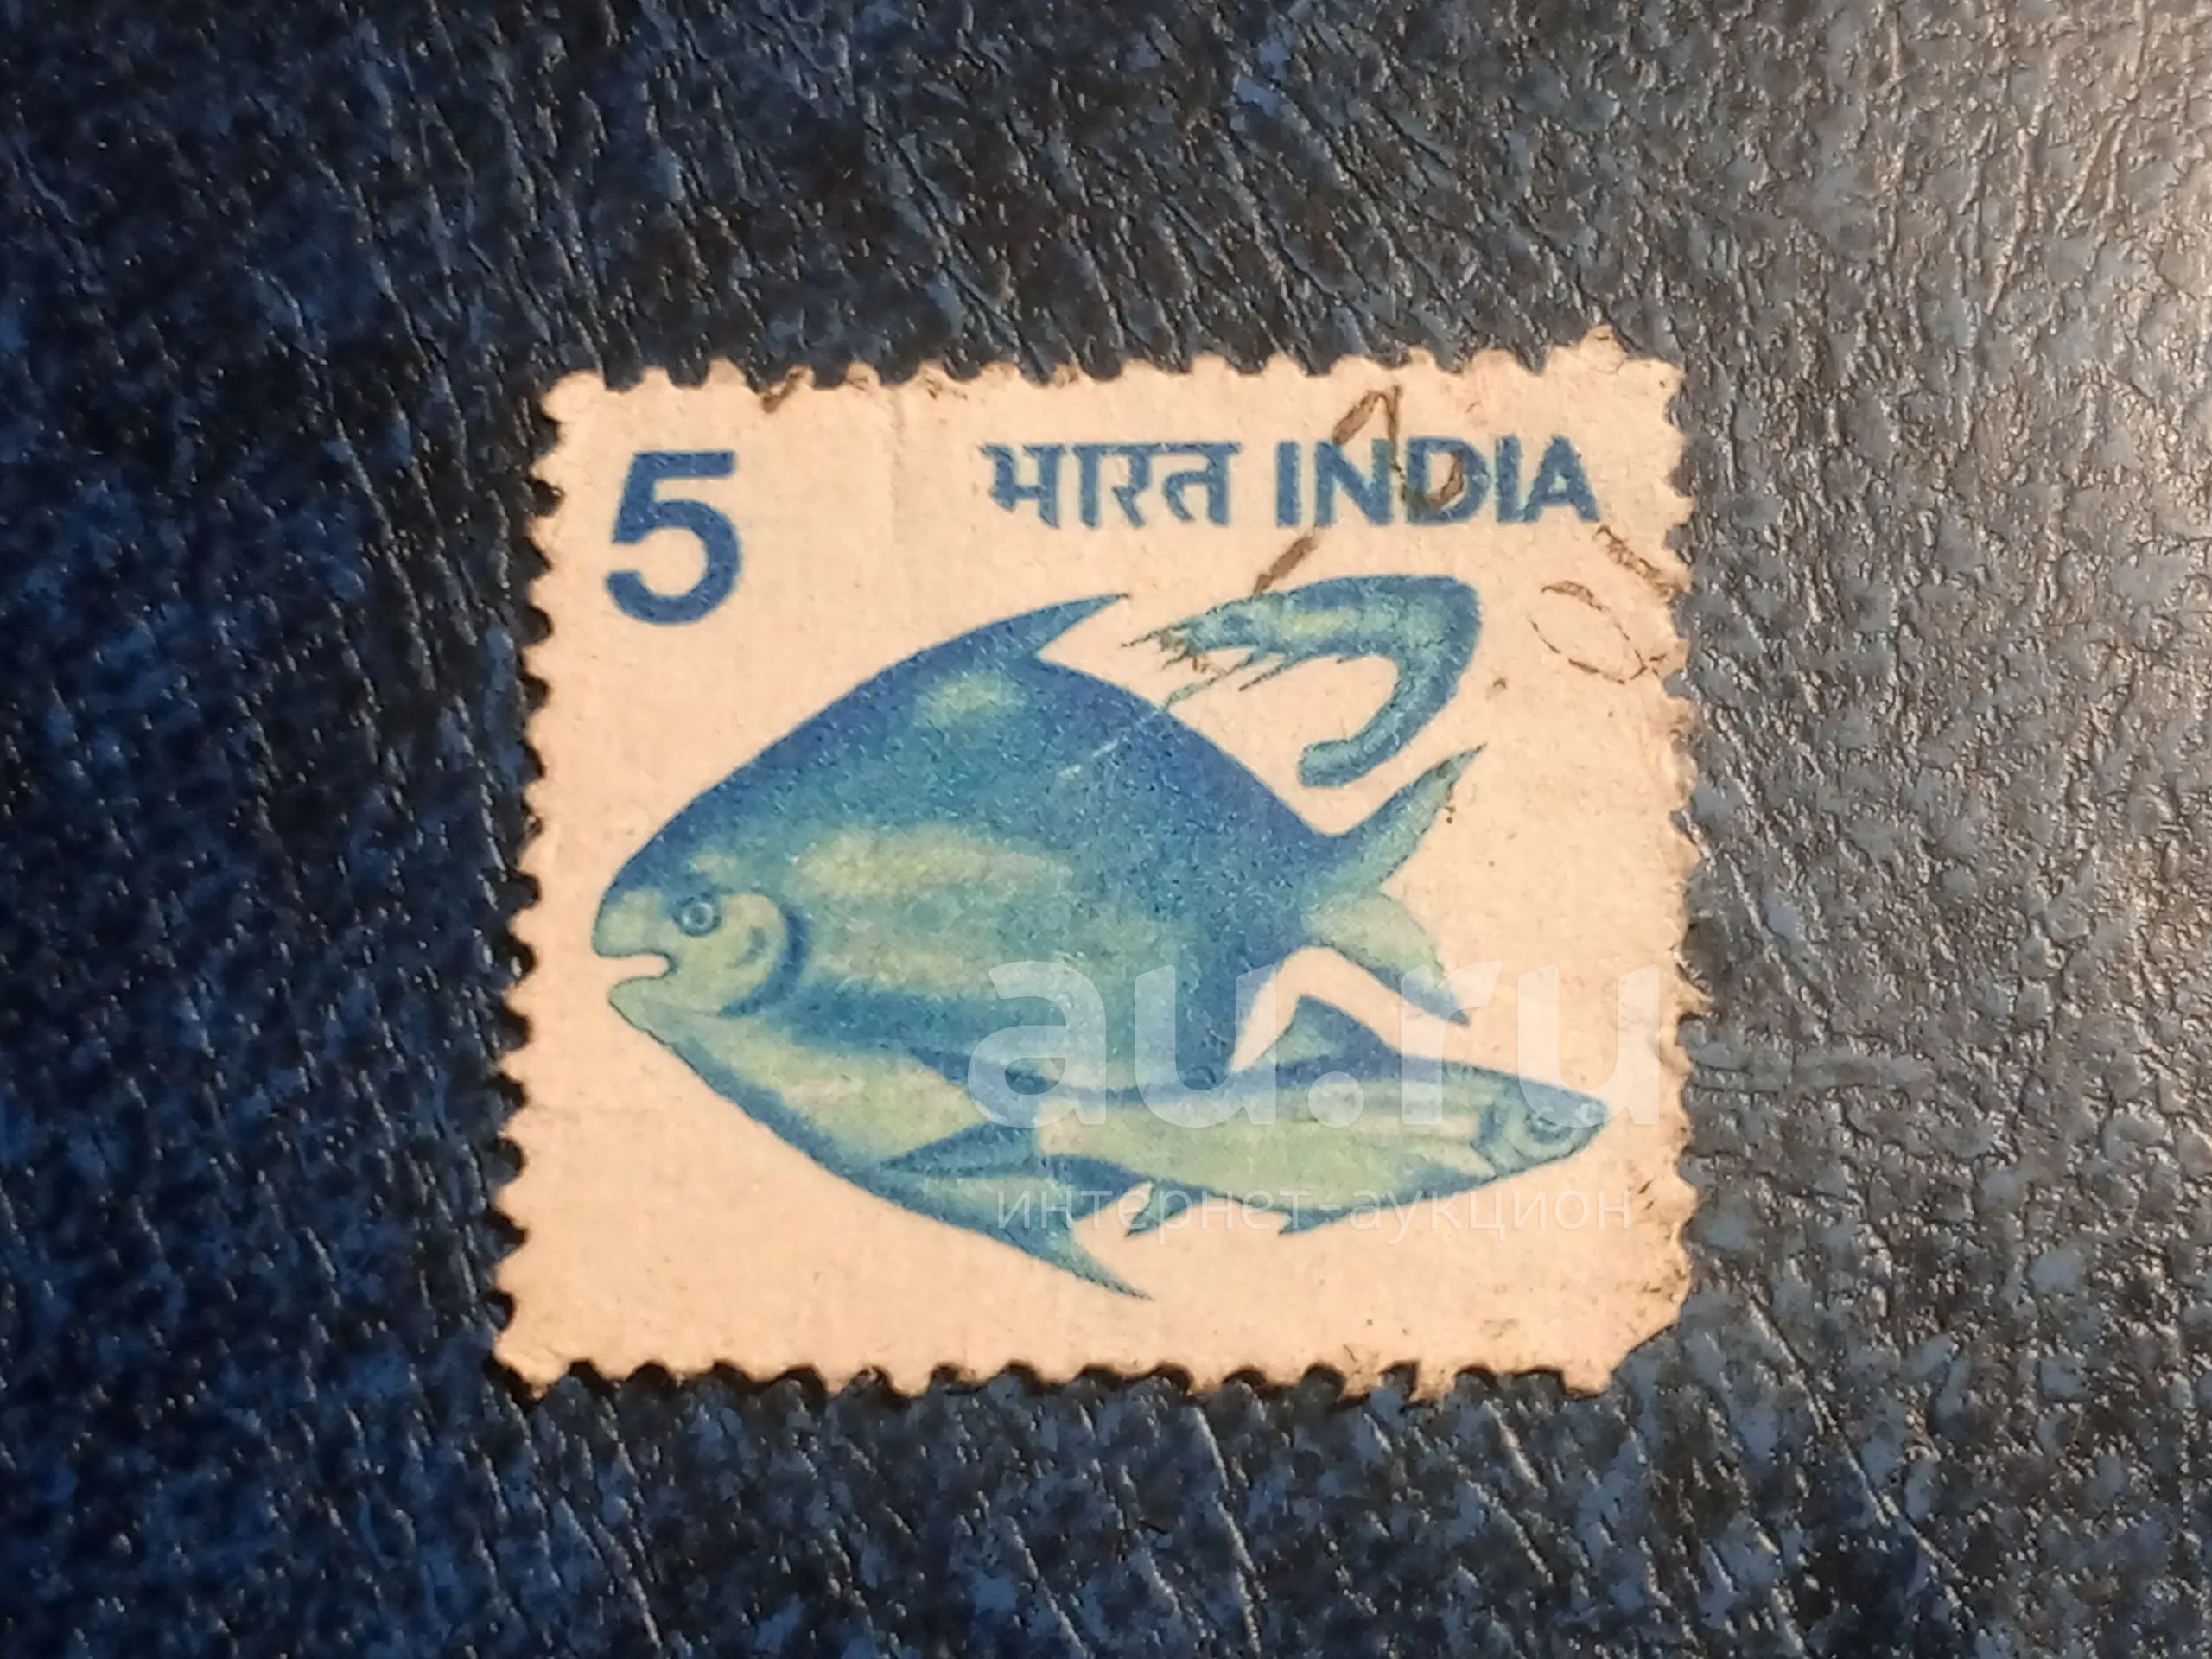 5
भारत INDIA
au.ru
интернет-аукцион